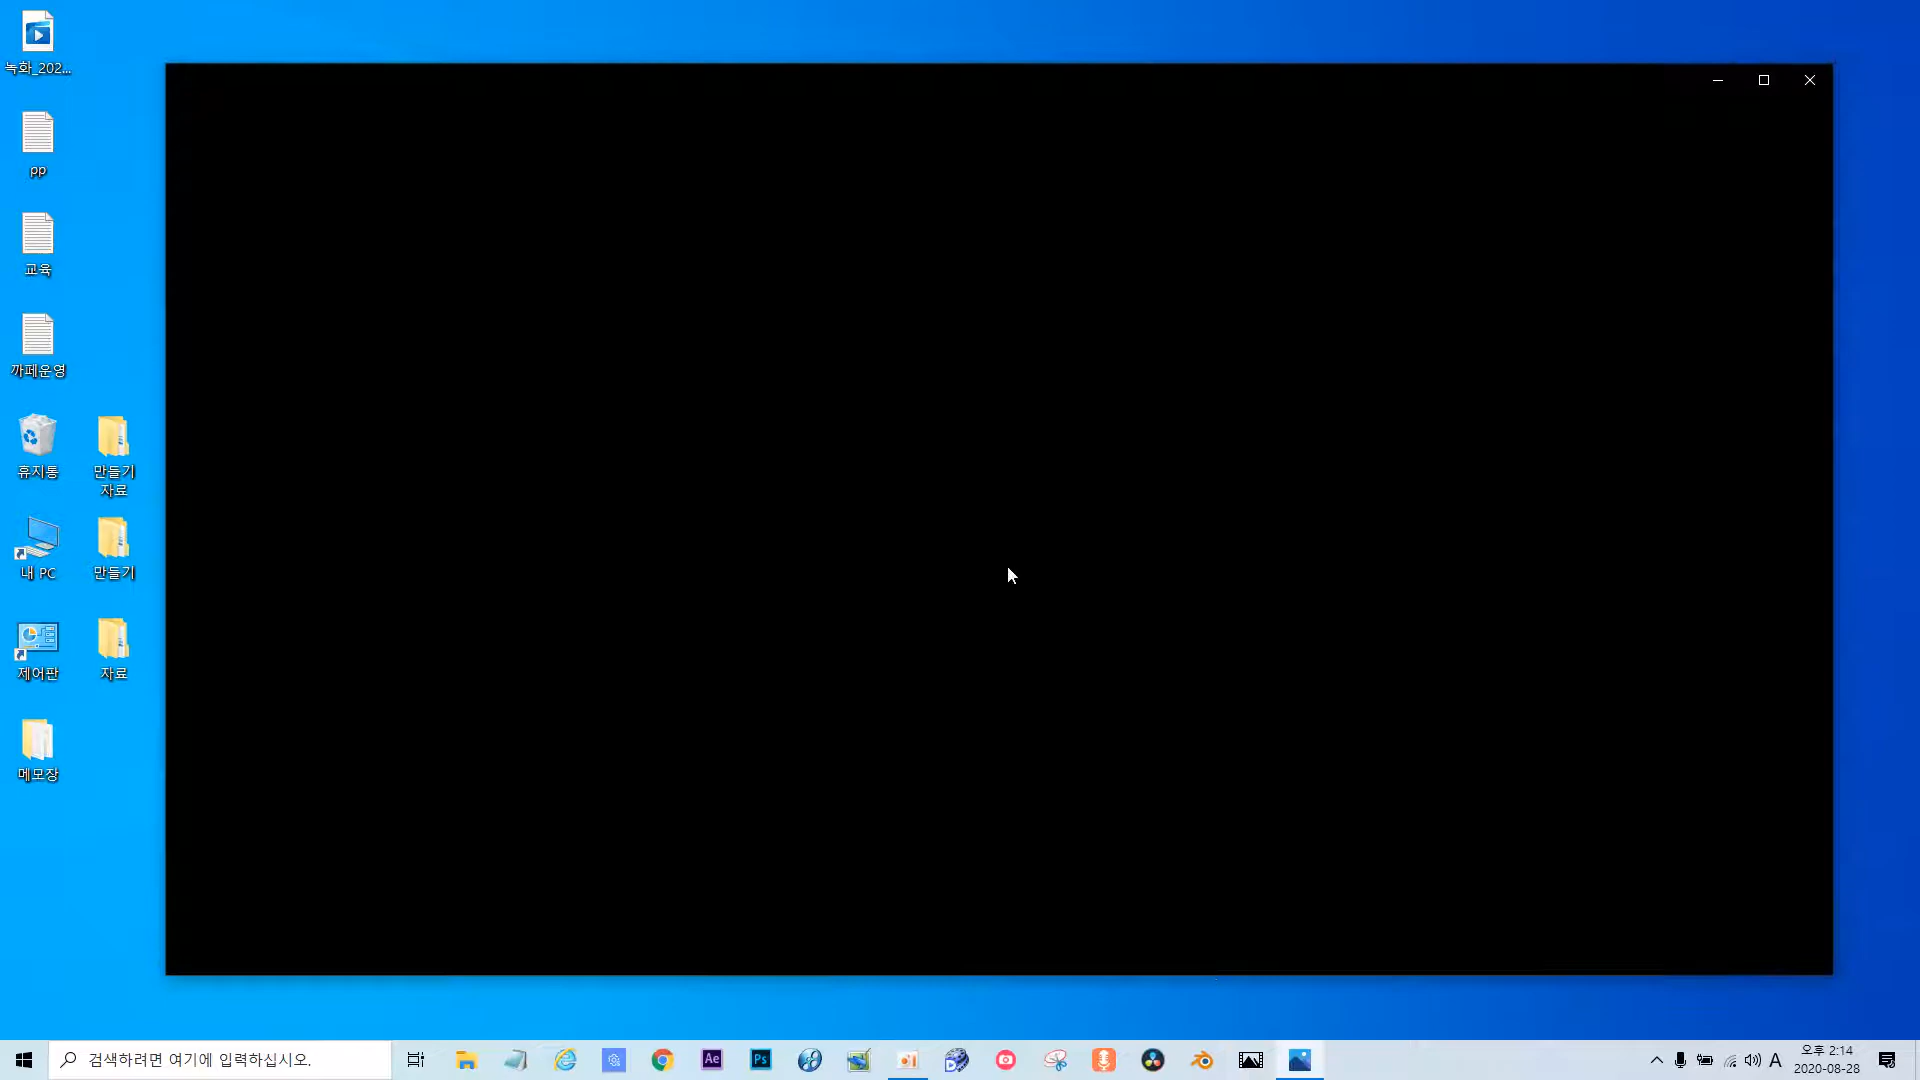 녹화_202...
pp
교육
까페운영
휴지통
만들기
자료
내 PC
만들기
제어판
자료
메모장
검색하려면 여기에 입력하십시오.
Ae
Ps
A
오후 2:14
2020-08-28